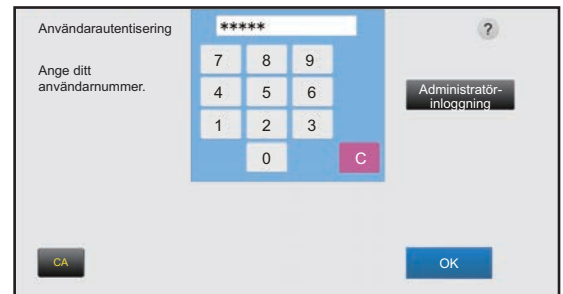 Användarautentisering
*****
?
Ange ditt
användarnummer.
7 8 9
4 5 6
1 2 3
0 C
Administratör-
inloggning
CA
OK